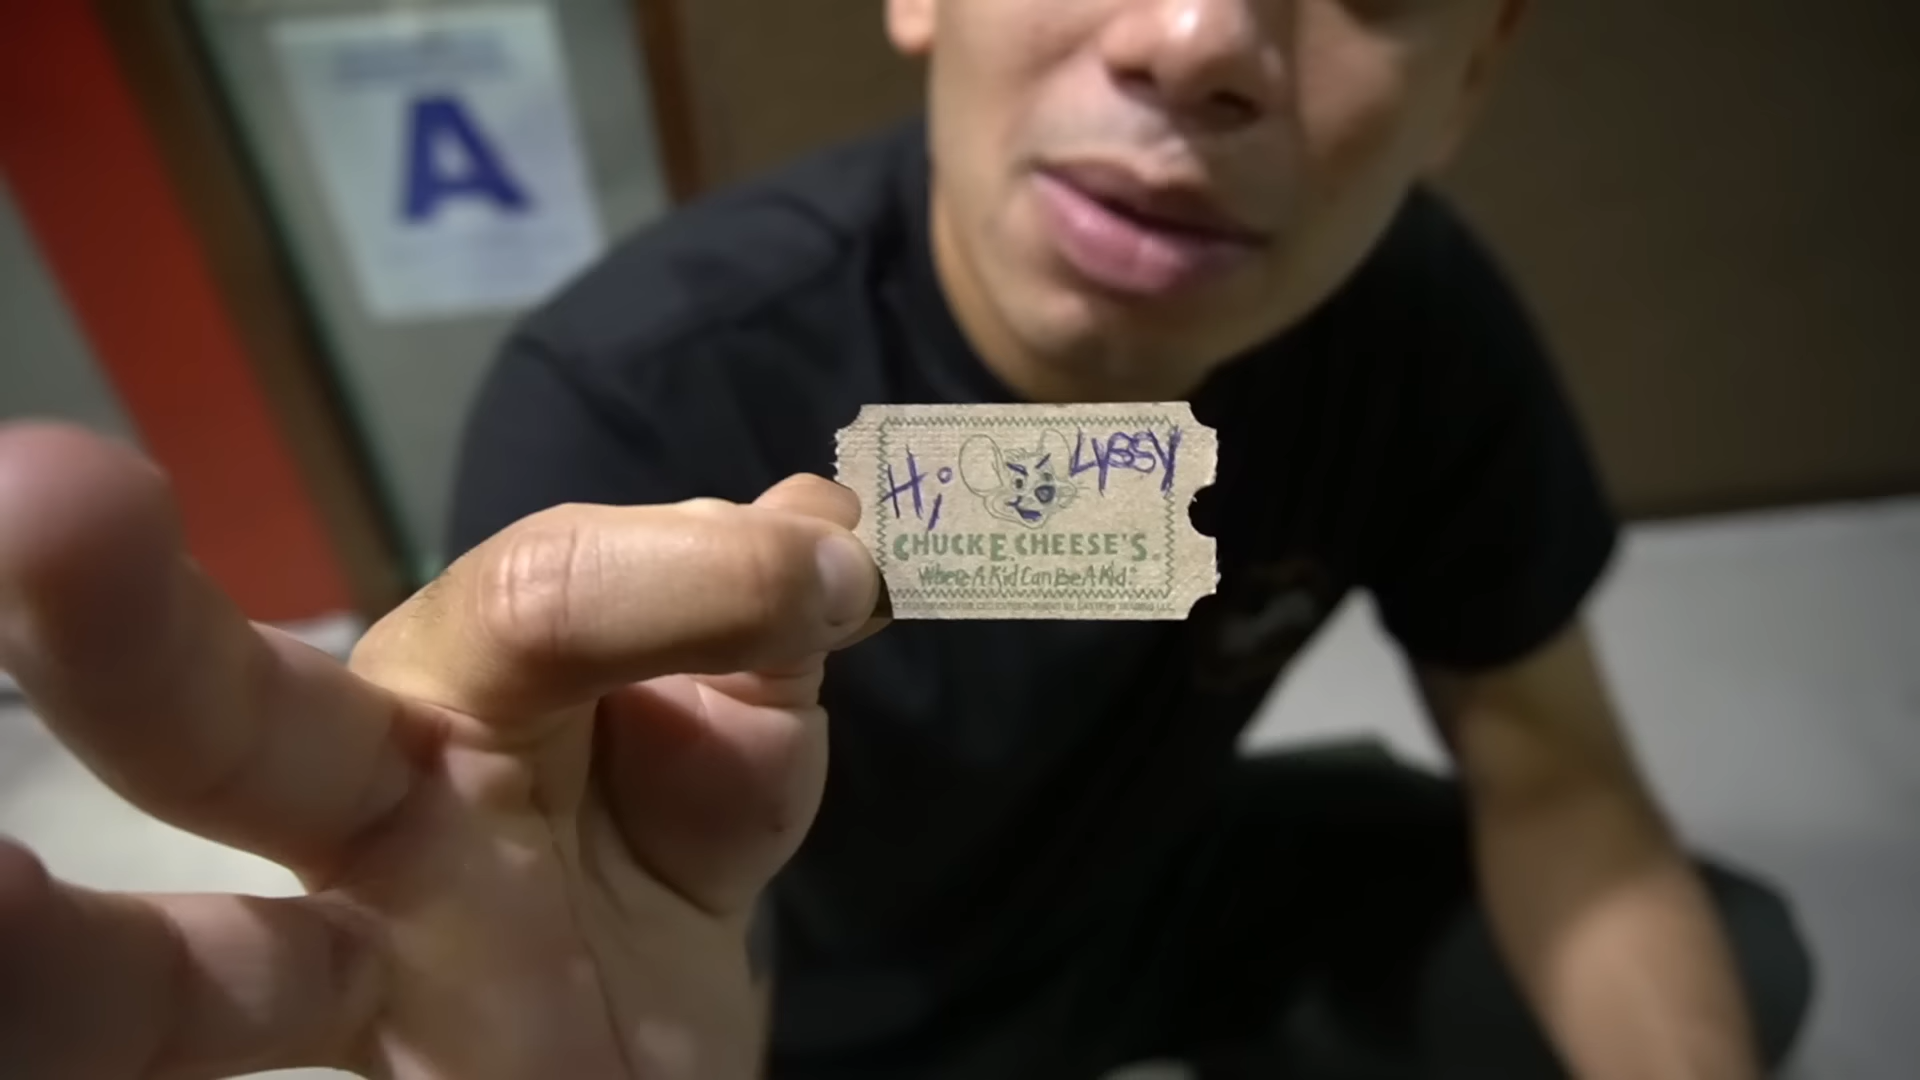 A
Hi Lyssy
CHUCK E. CHEESE'S
Where A Kid Can Be A Kid.